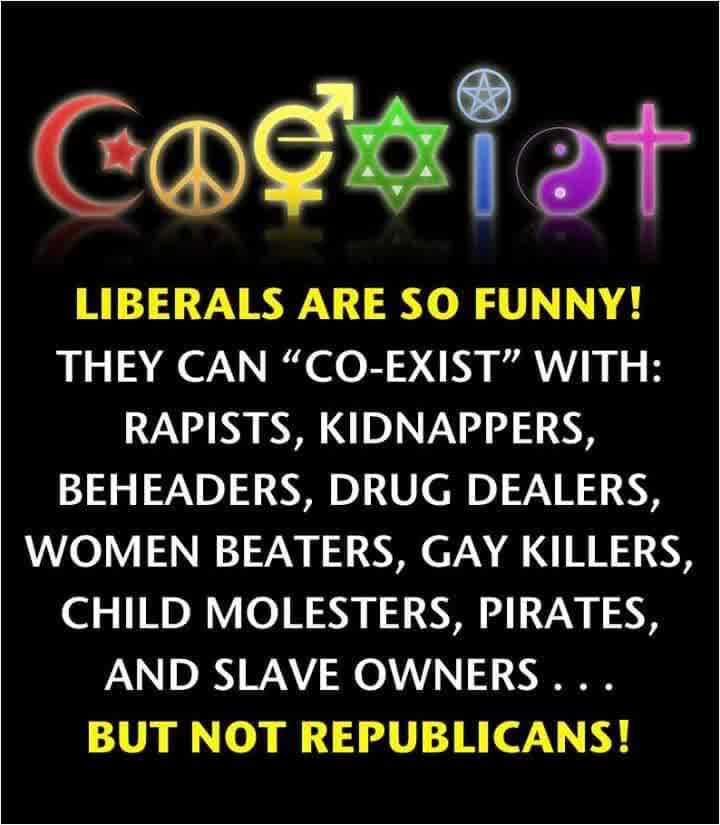 Coexist
LIBERALS ARE SO FUNNY!
THEY CAN “CO-EXIST” WITH:
RAPISTS, KIDNAPPERS,
BEHEADERS, DRUG DEALERS,
WOMEN BEATERS, GAY KILLERS,
CHILD MOLESTERS, PIRATES,
AND SLAVE OWNERS . . .
BUT NOT REPUBLICANS!